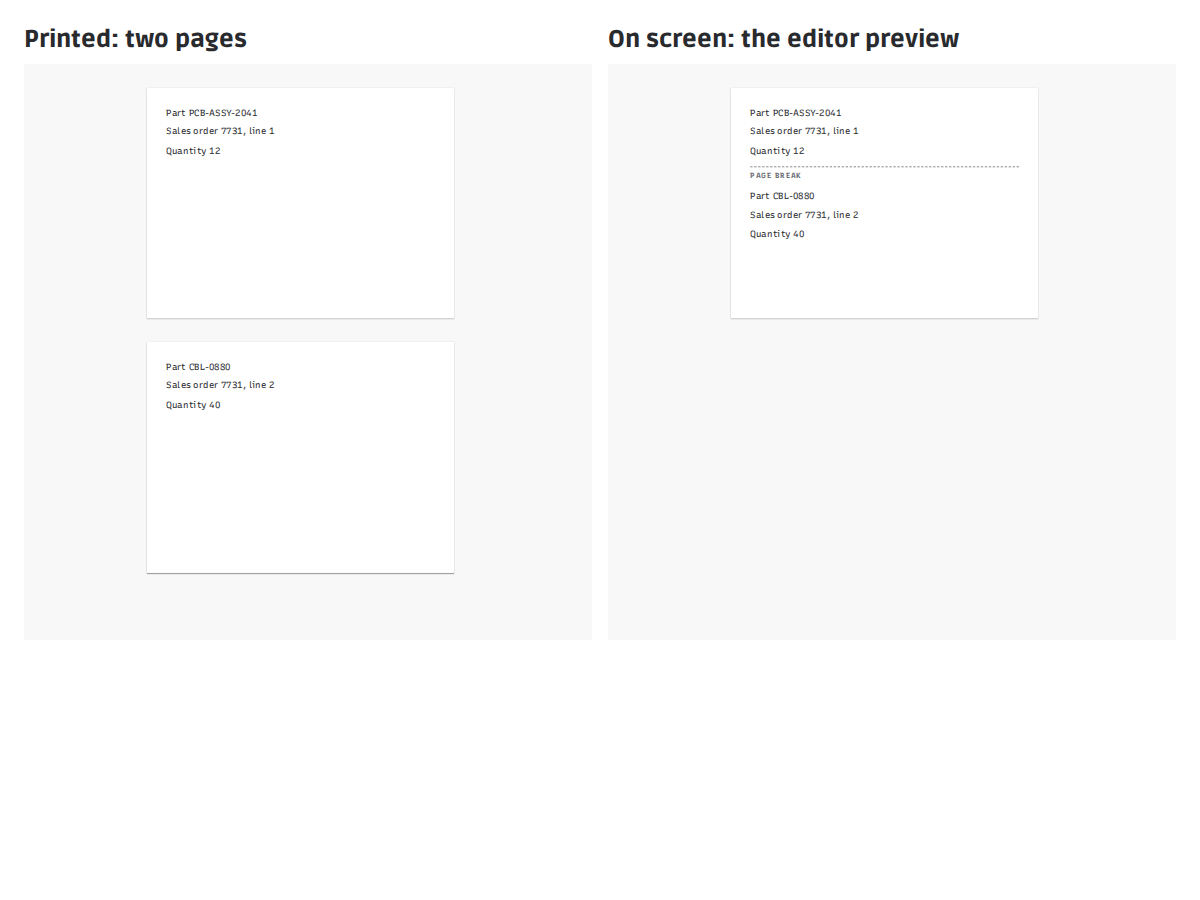 Printed: two pages
Part PCB-ASSY-2041
Sales order 7731, line 1
Quantity 12
Part CBL-0880
Sales order 7731, line 2
Quantity 40
On screen: the editor preview
Part PCB-ASSY-2041
Sales order 7731, line 1
Quantity 12
PAGE BREAK
Part CBL-0880
Sales order 7731, line 2
Quantity 40